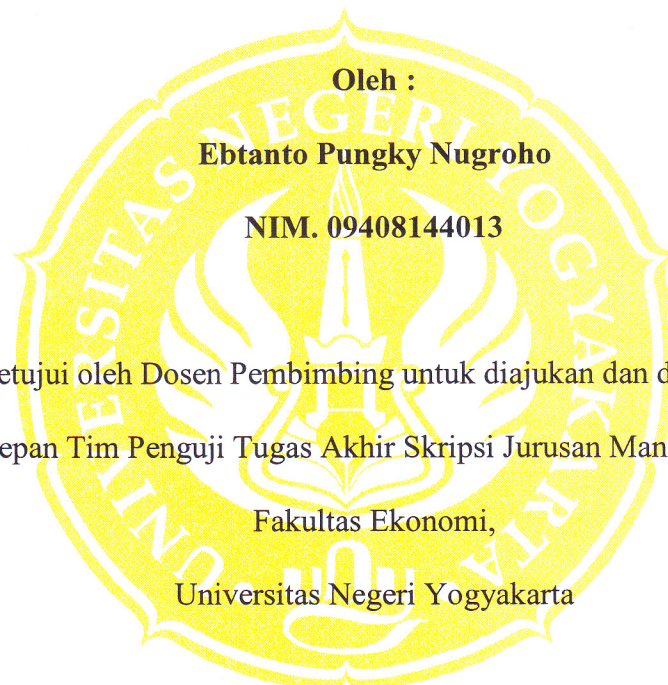 Oleh :
Ebtanto Pungky Nugroho
NIM. 09408144013
etujui oleh Dosen Pembimbing untuk diajukan dan d
epan Tim Penguji Tugas Akhir Skripsi Jurusan Man
Fakultas Ekonomi,
Universitas Negeri Yogyakarta
UNIVERSITAS NEGERI YOGYAKARTA